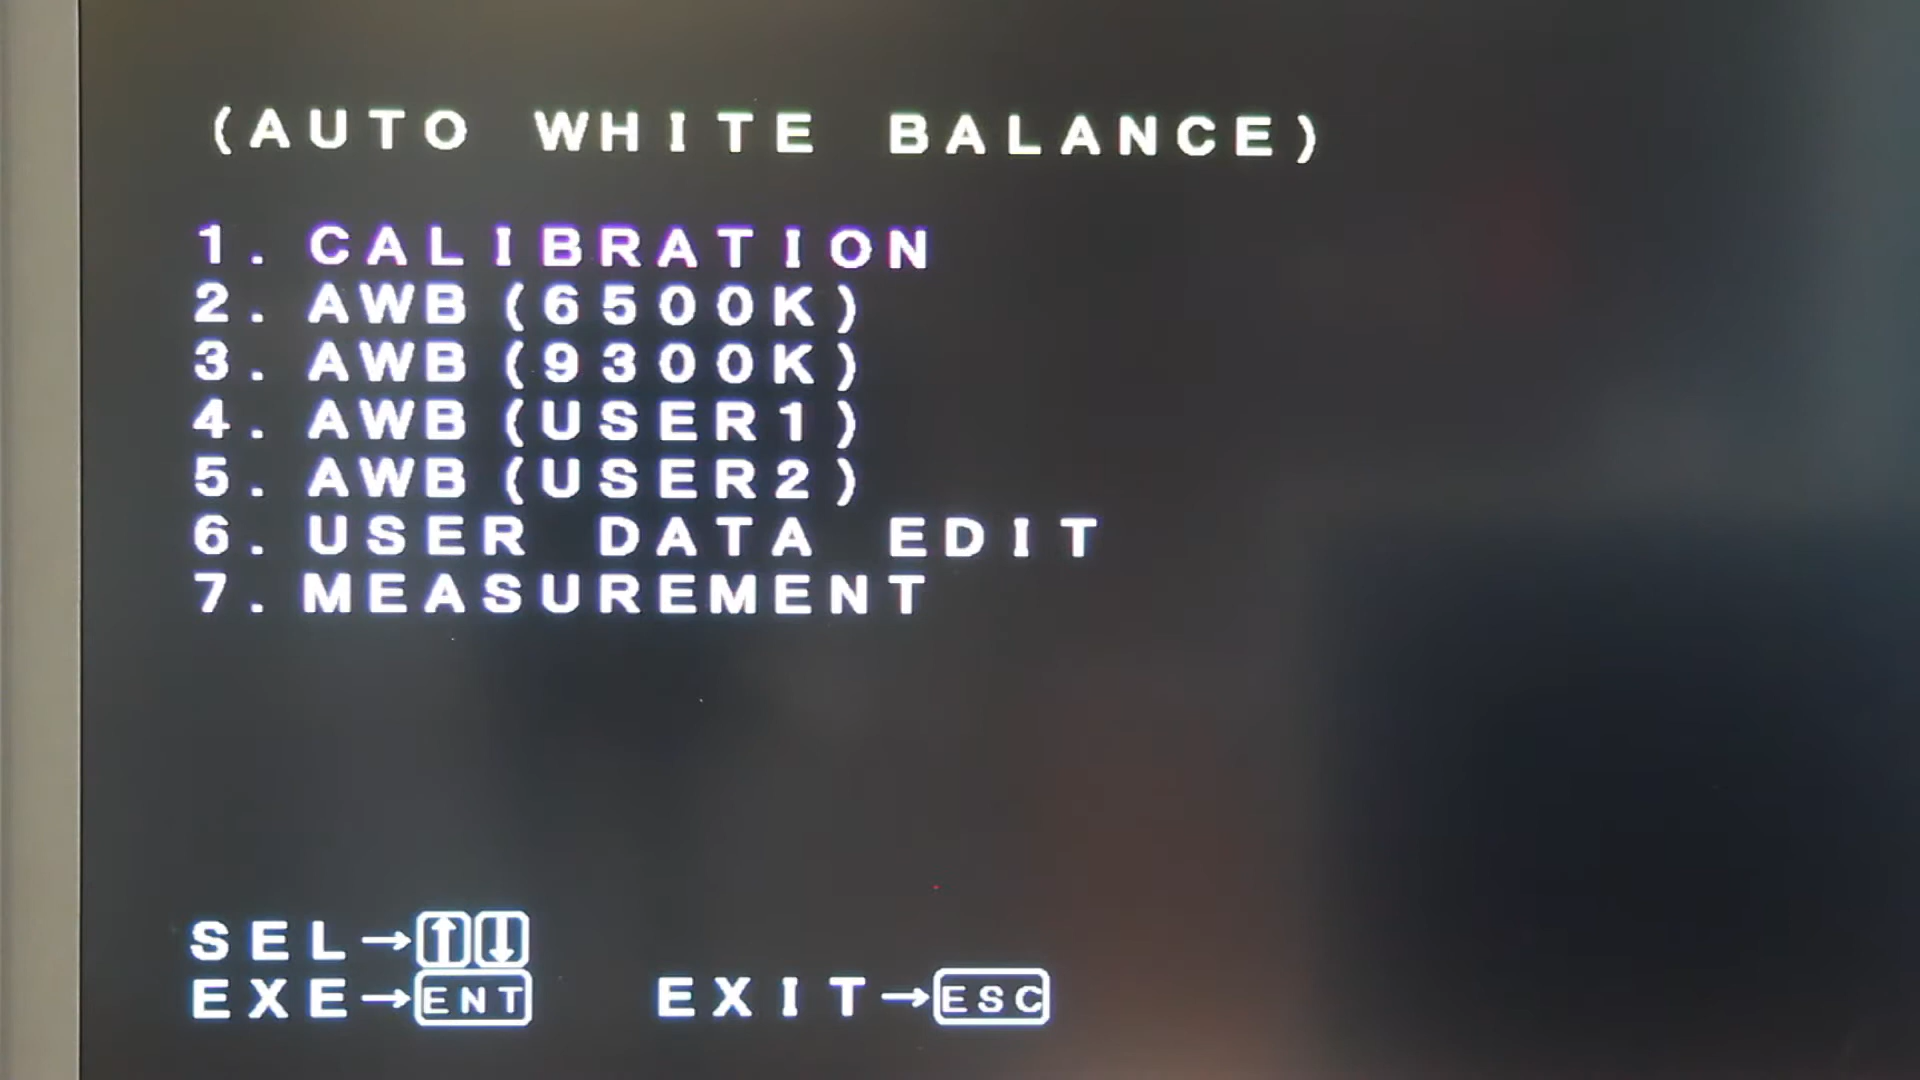 (AUTO WHITE BALANCE)
1. CALIBRATION
2. AWB(6500K)
3. AWB(9300K)
4. AWB(USER1)
5. AWB(USER2)
6. USER DATA EDIT
7. MEASUREMENT
SEL→↑↓
EXE→ENT EXIT→ESC